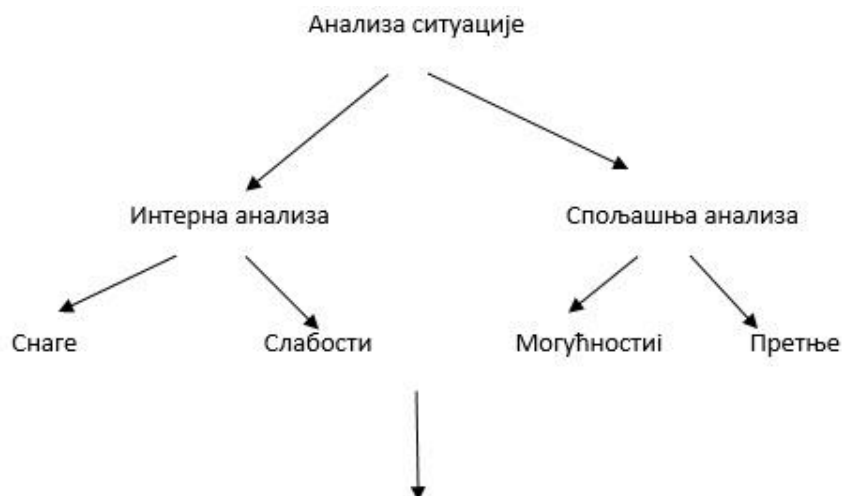 Анализа ситуације
Интерна анализа
Спољашња анализа
Снаге
Слабости
Могућностиі
Претње